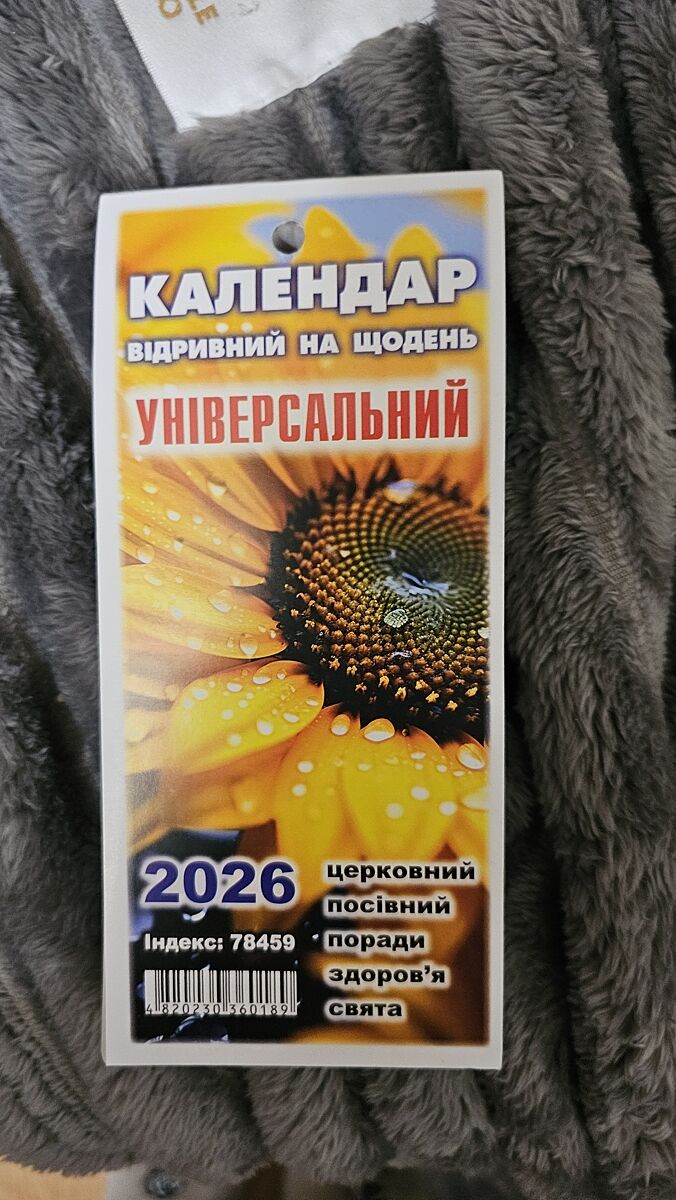 КАЛЕНДАР
ВІДРИВНИЙ НА ЩОДЕНЬ
УНІВЕРСАЛЬНИЙ
2026
Індекс: 78459
4 820230 360189
церковний
посівний
поради
здоров'я
свята